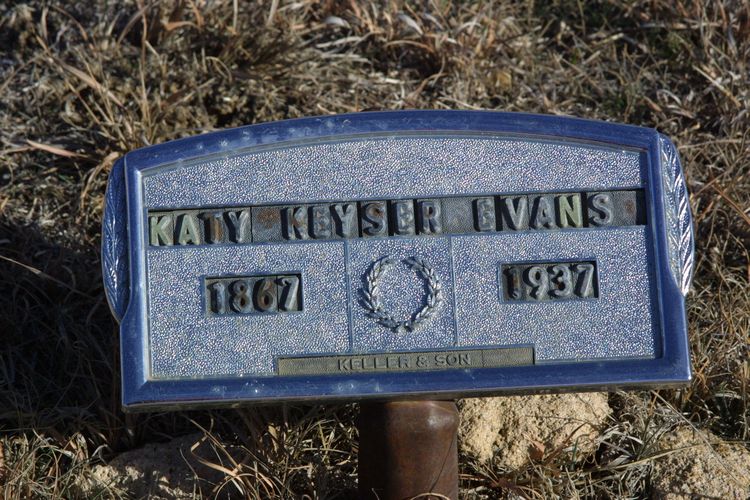 KATY KEYSER EVANS
1867 1937
KELLER & SON